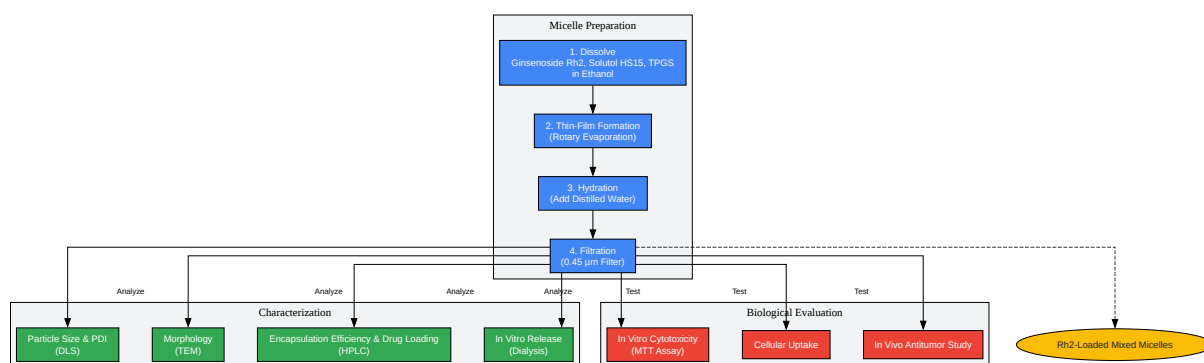 Micelle Preparation
1. Dissolve
Ginsenoside Rh2, Solutol HS15, TPGS
in Ethanol
2. Thin-Film Formation
(Rotary Evaporation)
3. Hydration
(Add Distilled Water)
4. Filtration
(0.45 µm Filter)
Analyze
Analyze
Analyze
Analyze
Test
Test
Test
Characterization
Biological Evaluation
Particle Size & PDI
(DLS)
Morphology
(TEM)
Encapsulation Efficiency & Drug Loading
(HPLC)
In Vitro Release
(Dialysis)
In Vitro Cytotoxicity
(MTT Assay)
Cellular Uptake
In Vivo Antitumor Study
Rh2-Loaded Mixed Micelles